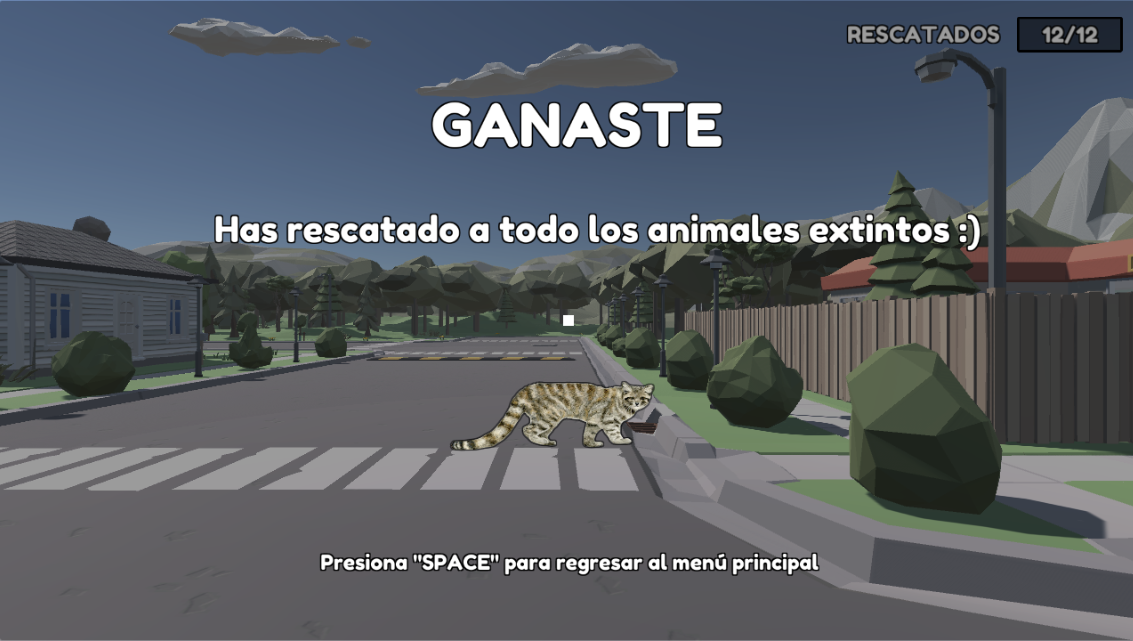 RESCATADOS 12/12
GANASTE
Has rescatado a todo los animales extintos :)
Presiona "SPACE" para regresar al menú principal